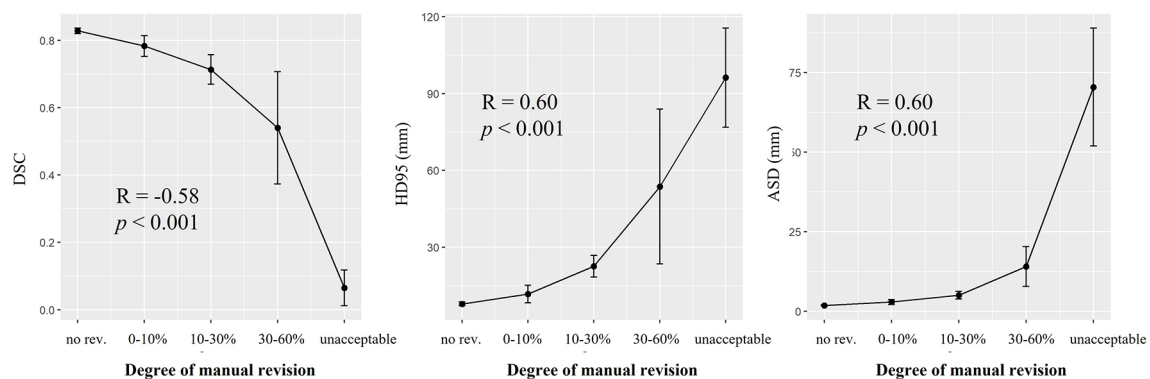 DSC
0.8
0.6
0.4
0.2
0.0
R = -0.58
p < 0.001
no rev. 0-10% 10-30% 30-60% unacceptable
Degree of manual revision
HD95 (mm)
120
90
60
30
R = 0.60
p < 0.001
no rev. 0-10% 10-30% 30-60% unacceptable
Degree of manual revision
ASD (mm)
75
50
25
0
R = 0.60
p < 0.001
no rev. 0-10% 10-30% 30-60% unacceptable
Degree of manual revision